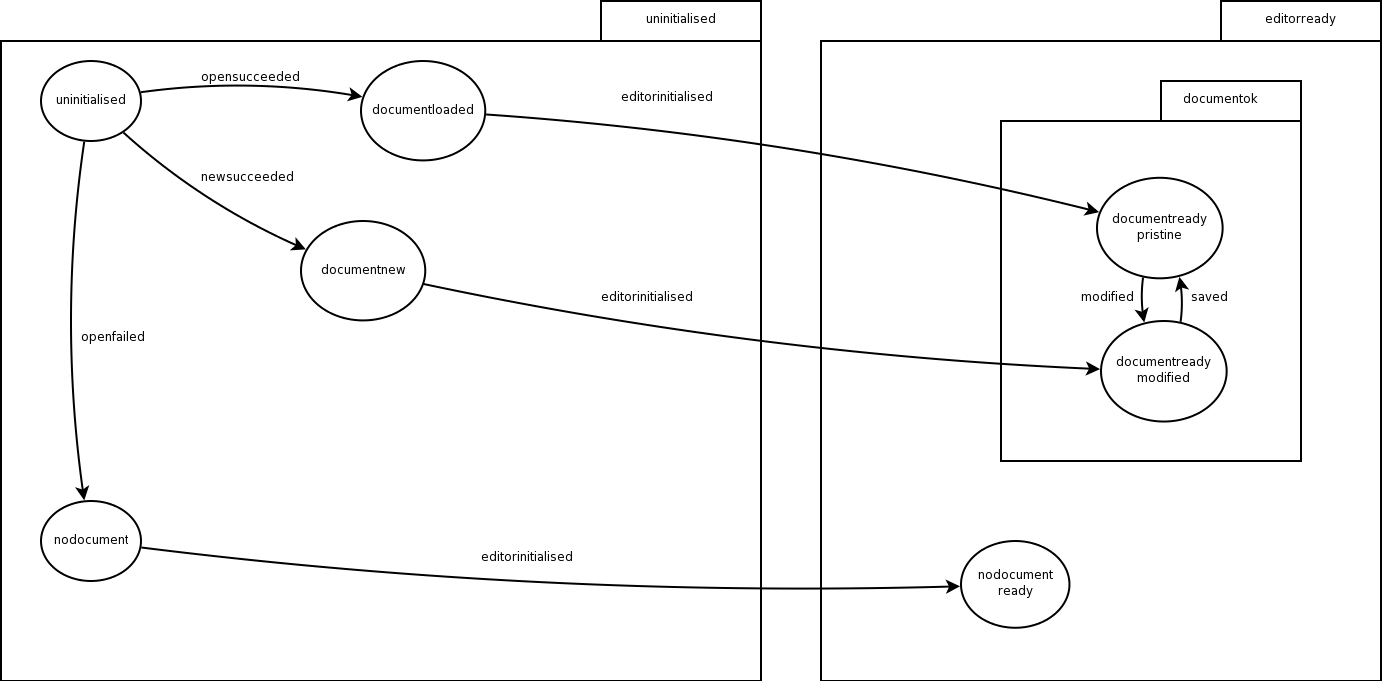 uninitialised
editorready
opensucceeded
uninitialised
documentloaded
editorinitialised
documentok
newsucceeded
documentready
pristine
documentnew
editorinitialised
modified
saved
openfailed
documentready
modified
nodocument
editorinitialised
nodocument
ready